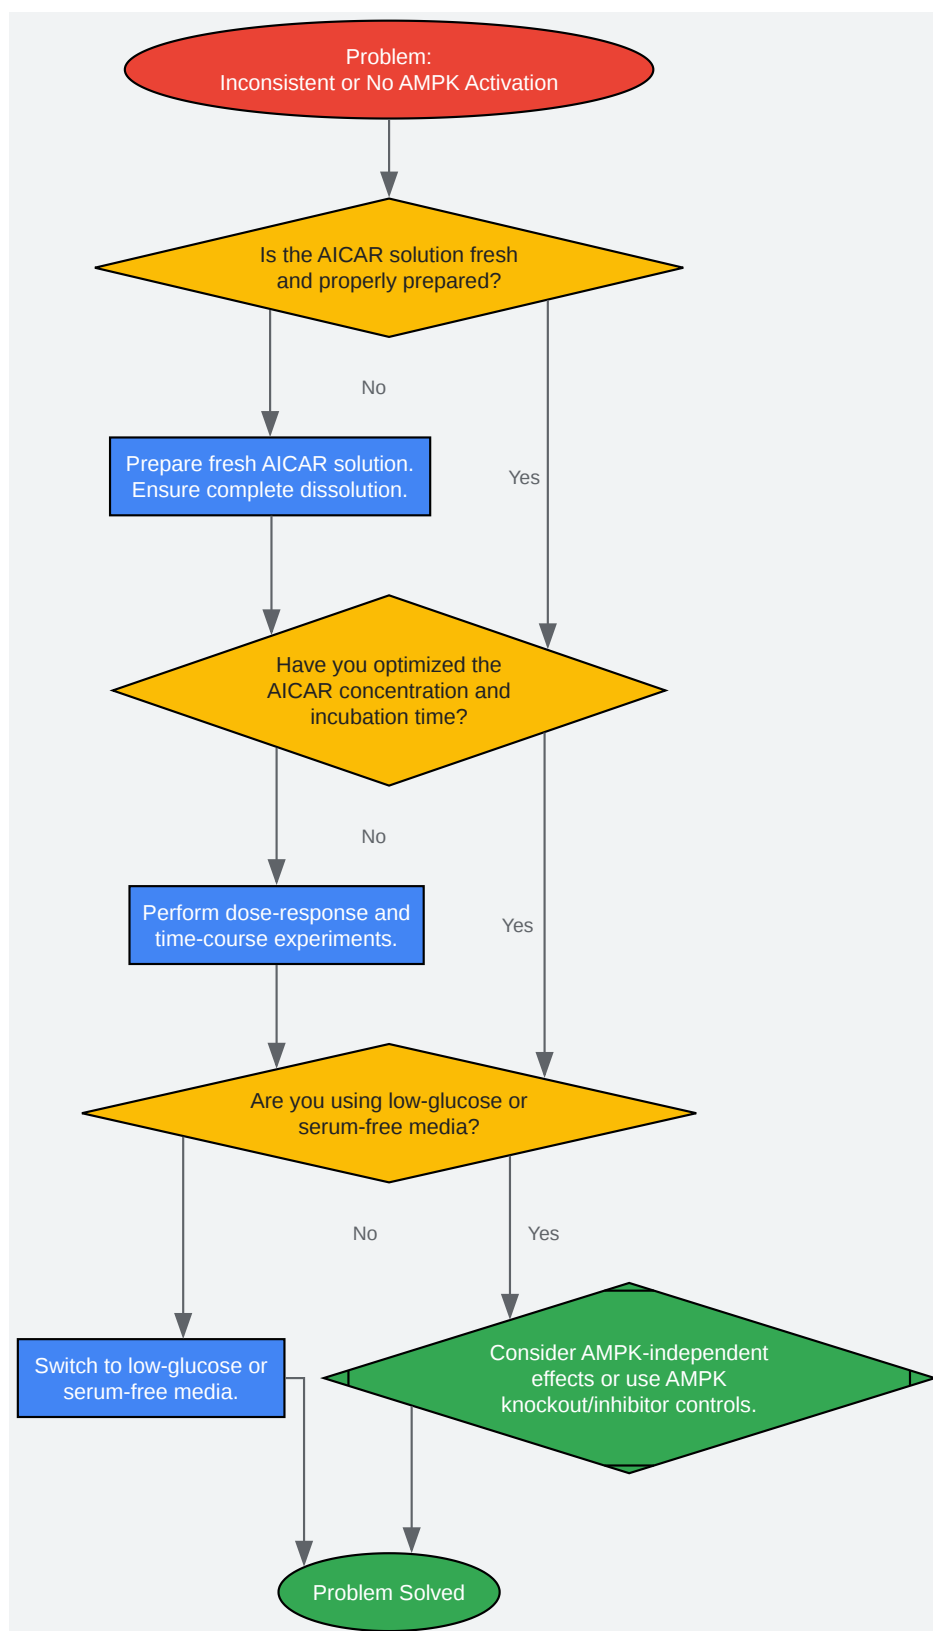 Problem:
Inconsistent or No AMPK Activation
Is the AICAR solution fresh
and properly prepared?
No
Prepare fresh AICAR solution.
Ensure complete dissolution.
Yes
Have you optimized the
AICAR concentration and
incubation time?
No
Perform dose-response and
time-course experiments.
Yes
Are you using low-glucose or
serum-free media?
No
Yes
Switch to low-glucose or
serum-free media.
Consider AMPK-independent
effects or use AMPK
knockout/inhibitor controls.
Problem Solved